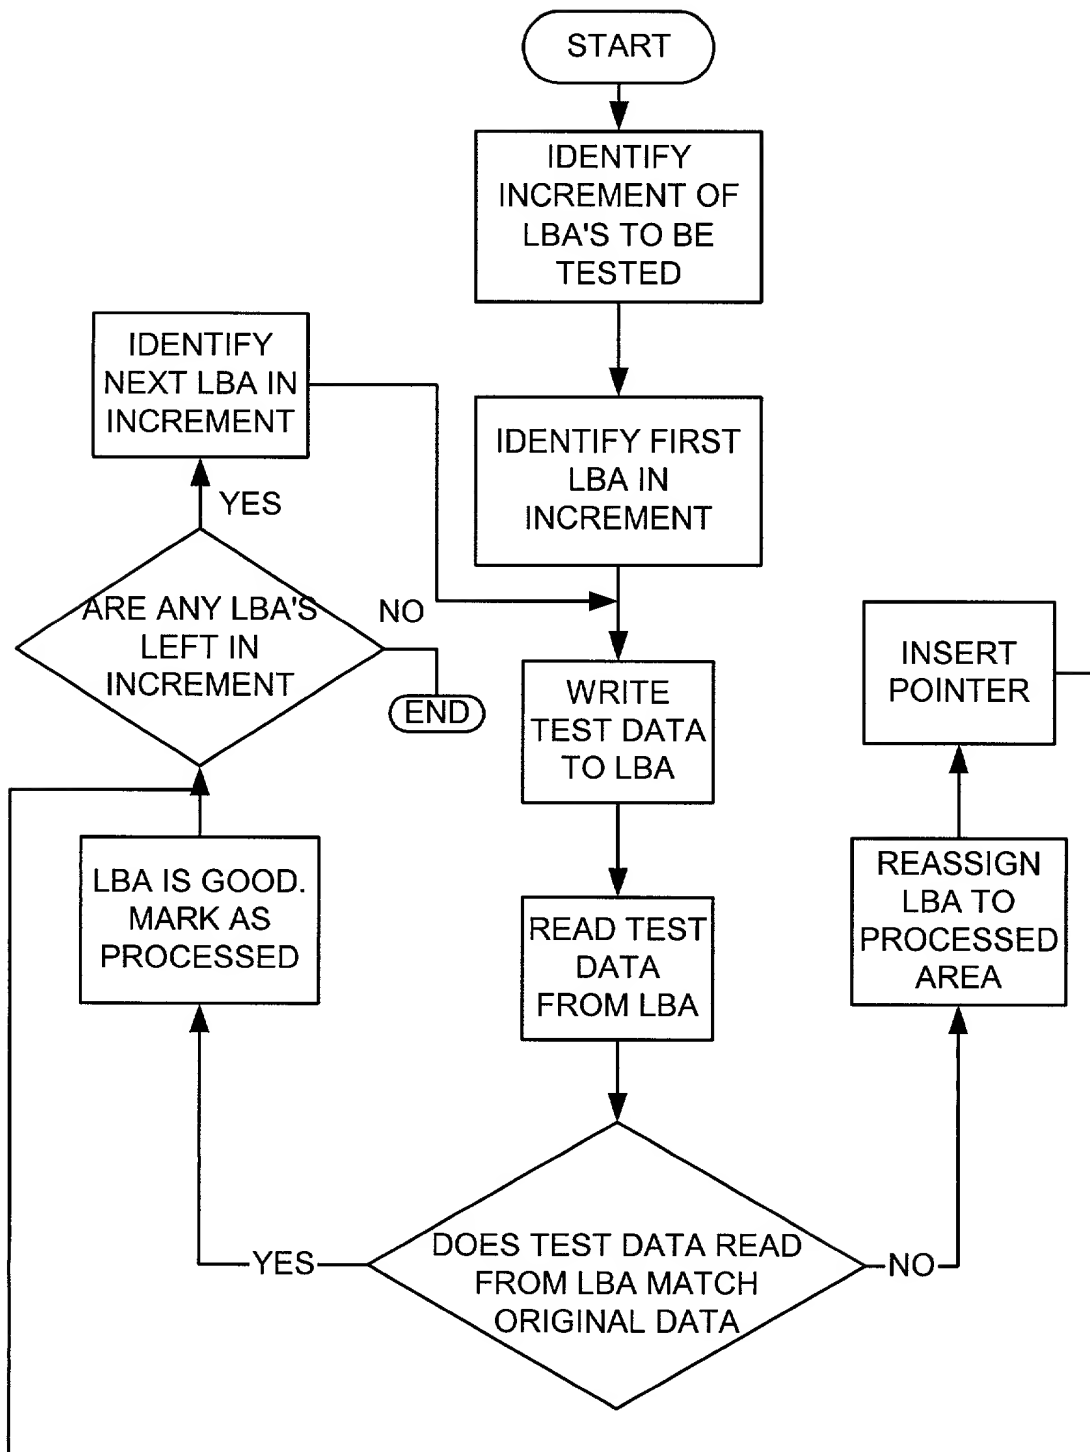 START
IDENTIFY
INCREMENT OF
LBA'S TO BE
TESTED
IDENTIFY
NEXT LBA IN
INCREMENT
IDENTIFY FIRST
LBA IN
INCREMENT
YES
ARE ANY LBA'S
LEFT IN
INCREMENT
NO
END
WRITE
TEST DATA
TO LBA
INSERT
POINTER
LBA IS GOOD.
MARK AS
PROCESSED
READ TEST
DATA
FROM LBA
REASSIGN
LBA TO
PROCESSED
AREA
YES
DOES TEST DATA READ
FROM LBA MATCH
ORIGINAL DATA
NO